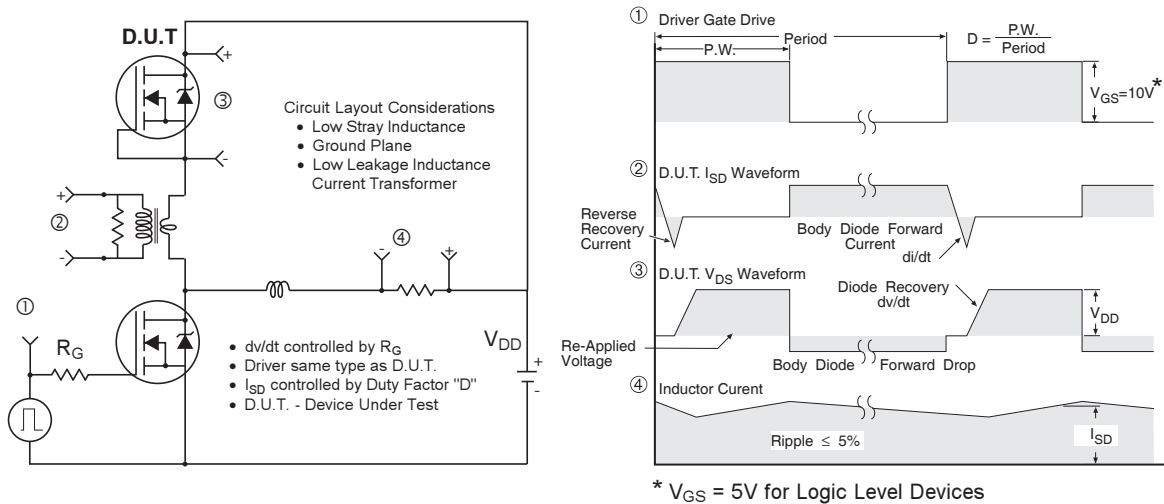 D.U.T
+
③
-
Circuit Layout Considerations
• Low Stray Inductance
• Ground Plane
• Low Leakage Inductance
Current Transformer
+
②
-
④
-
+
①
R_G
V_DD
+
-
• dv/dt controlled by R_G
• Driver same type as D.U.T.
• I_SD controlled by Duty Factor "D"
• D.U.T. - Device Under Test
① Driver Gate Drive
P.W.
Period
D = P.W. / Period
V_GS=10V *
② D.U.T. I_SD Waveform
Reverse
Recovery
Current
Body Diode Forward
Current
di/dt
③ D.U.T. V_DS Waveform
Diode Recovery
dv/dt
V_DD
Re-Applied
Voltage
Body Diode Forward Drop
④ Inductor Curent
Ripple ≤ 5%
I_SD
* V_GS = 5V for Logic Level Devices